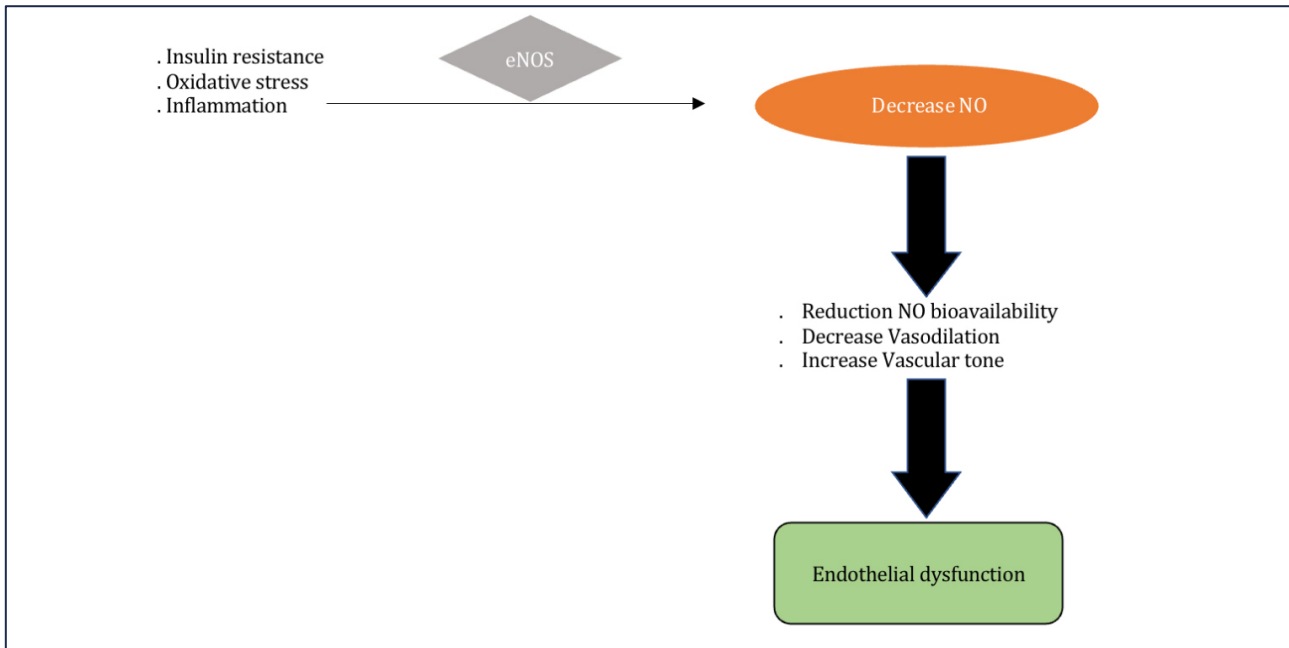 . Insulin resistance
. Oxidative stress
. Inflammation
eNOS
Decrease NO
. Reduction NO bioavailability
. Decrease Vasodilation
. Increase Vascular tone
Endothelial dysfunction